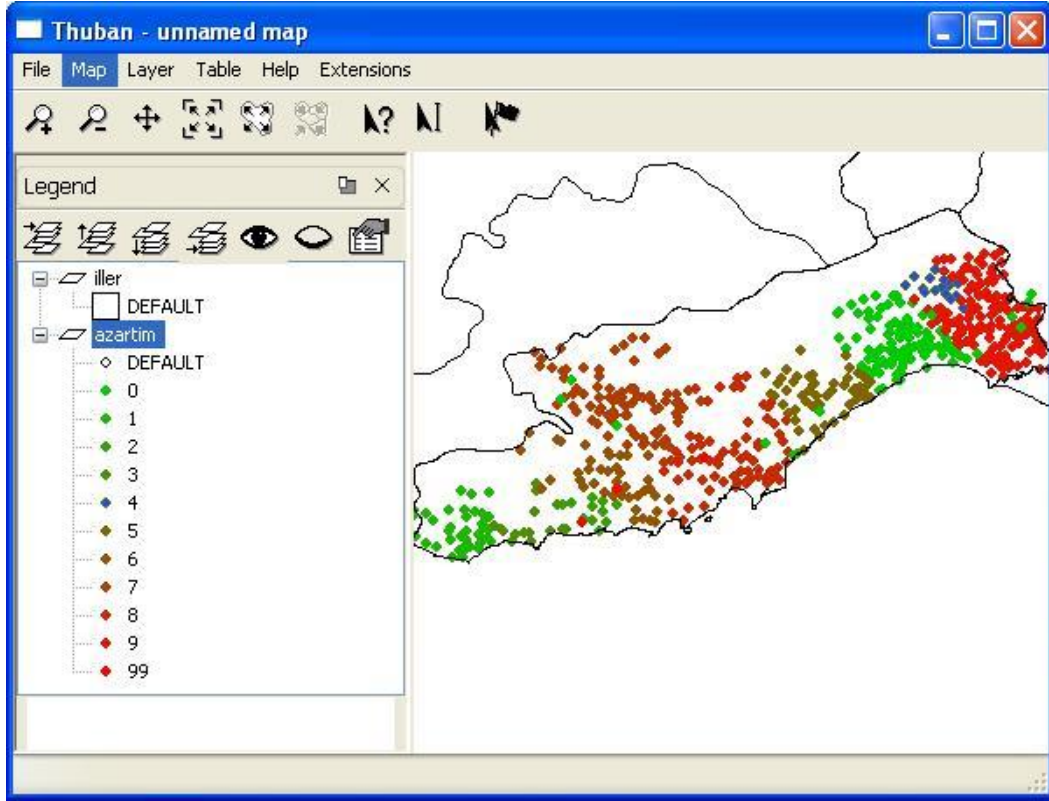 Thuban - unnamed map
File Map Layer Table Help Extensions
Legend
iller
DEFAULT
azartim
DEFAULT
0
1
2
3
4
5
6
7
8
9
99